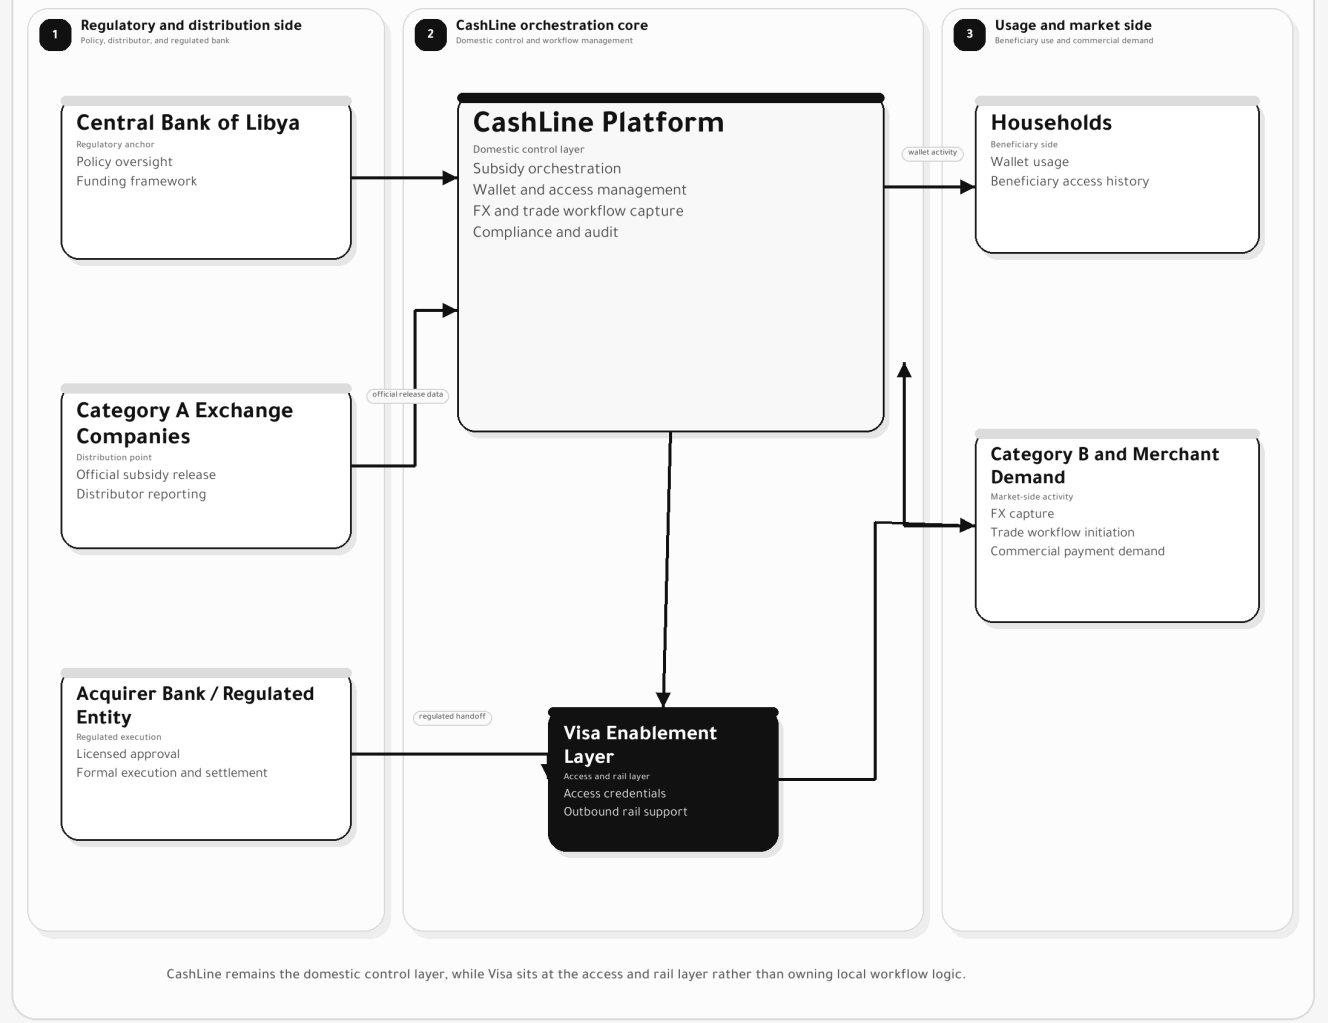 1
Regulatory and distribution side
Policy, distributor, and regulated bank
Central Bank of Libya
Regulatory anchor
Policy oversight
Funding framework
Category A Exchange
Companies
Distribution point
Official subsidy release
Distributor reporting
Acquirer Bank / Regulated
Entity
Regulated execution
Licensed approval
Formal execution and settlement
official release data
regulated handoff
2
CashLine orchestration core
Domestic control and workflow management
CashLine Platform
Domestic control layer
Subsidy orchestration
Wallet and access management
FX and trade workflow capture
Compliance and audit
Visa Enablement
Layer
Access and rail layer
Access credentials
Outbound rail support
wallet activity
3
Usage and market side
Beneficiary use and commercial demand
Households
Beneficiary side
Wallet usage
Beneficiary access history
Category B and Merchant
Demand
Market-side activity
FX capture
Trade workflow initiation
Commercial payment demand
CashLine remains the domestic control layer, while Visa sits at the access and rail layer rather than owning local workflow logic.